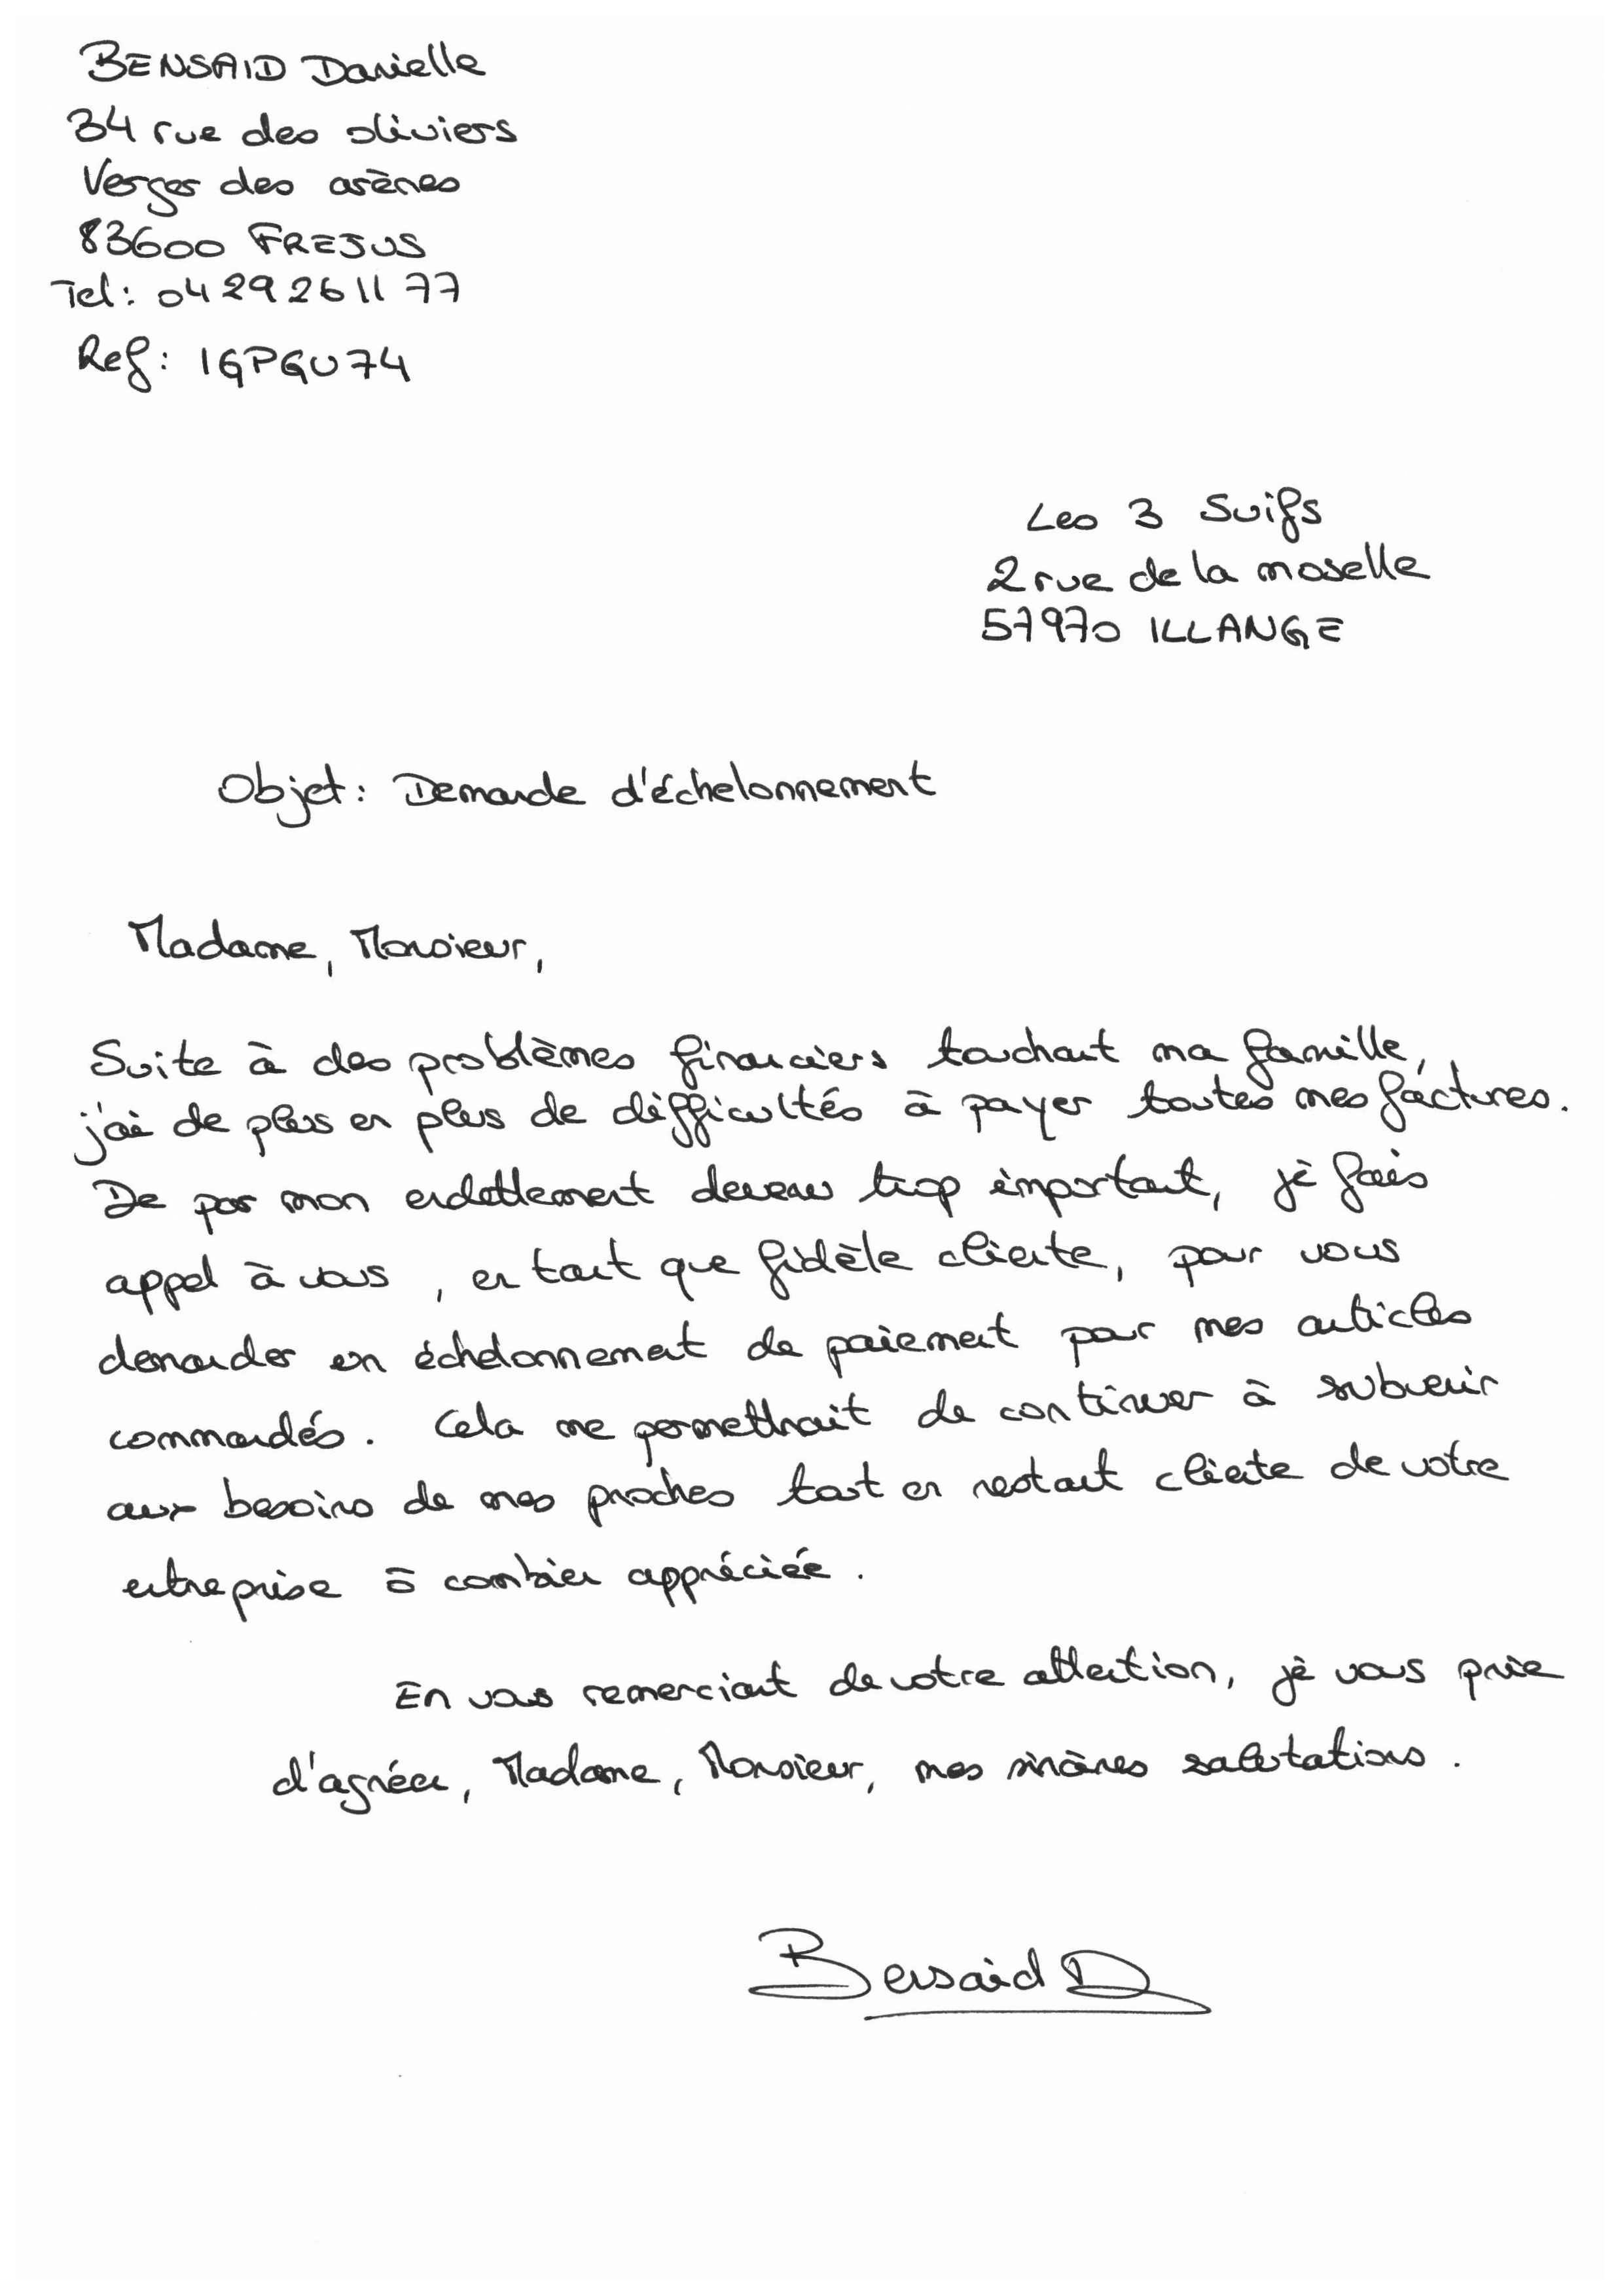 BENSAID Danielle
34 rue des oliviers
Verger des arènes
83600 FREJUS
Tel: 04 29 26 11 77
Ref: IGPGU74
Les 3 Suifs
2 rue de la moselle
57970 ILLANGE
Objet: Demande d'échelonnement
Madame, Monsieur,
Suite à des problèmes financiers touchant ma famille,
j'ai de plus en plus de difficultés à payer toutes mes factures.
De par mon endettement devenu trop important, je fais
appel à vous, en tant que fidèle cliente, pour vous
demander un échelonnement de paiement pour mes articles
commandés. Cela me permettrait de continuer à subvenir
aux besoins de mes proches tout en restant cliente de votre
entreprise ô combien appréciée.
En vous remerciant de votre attention, je vous prie
d'agréer, Madame, Monsieur, mes sincères salutations.
Bensaid D